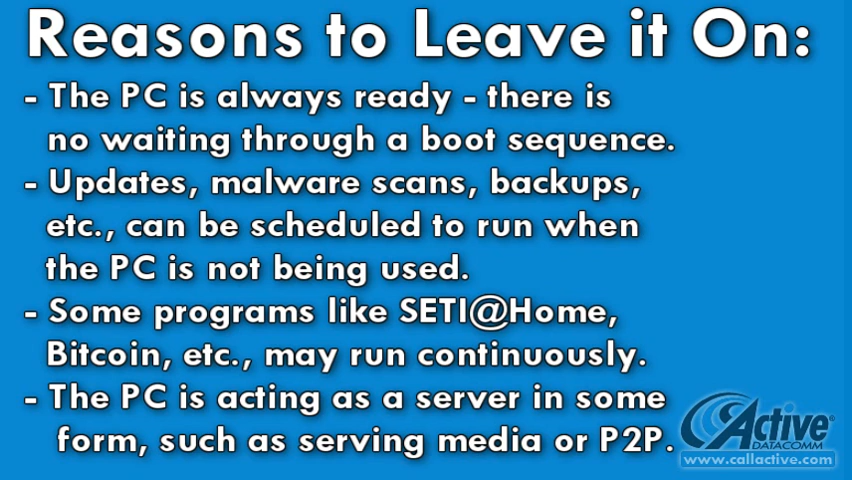 Reasons to Leave it On:
- The PC is always ready - there is
no waiting through a boot sequence.
- Updates, malware scans, backups,
etc., can be scheduled to run when
the PC is not being used.
- Some programs like SETI@Home,
Bitcoin, etc., may run continuously.
- The PC is acting as a server in some
form, such as serving media or P2P.
Active®
DATACOMM
www.callactive.com